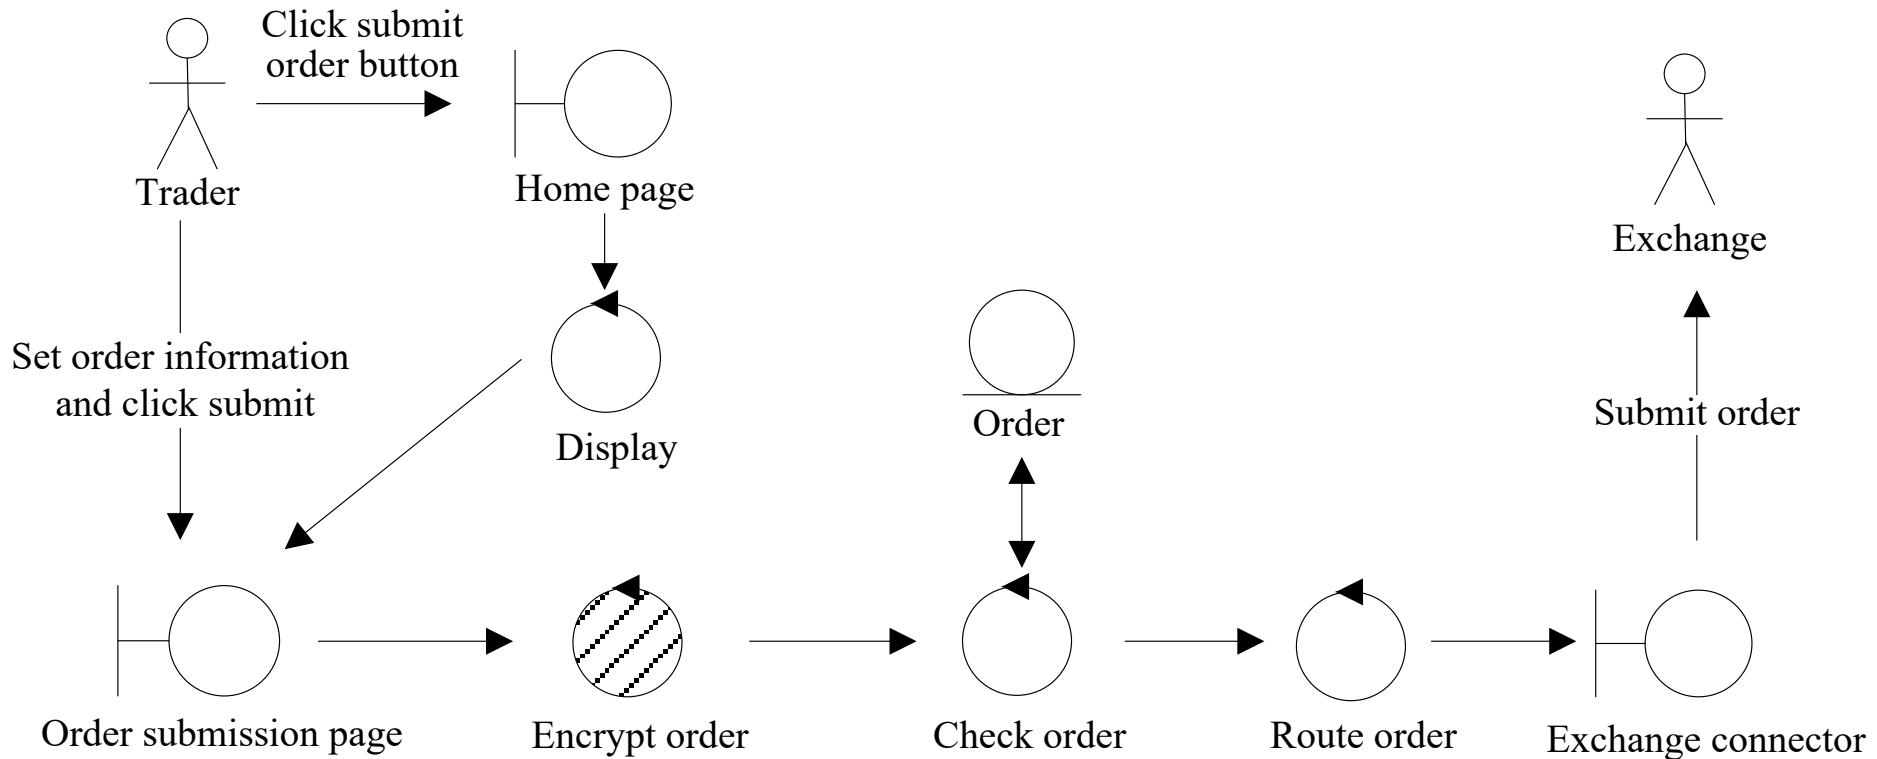 Click submit
order button
Trader
Home page
Exchange
Set order information
and click submit
Display
Order
Submit order
Order submission page
Encrypt order
Check order
Route order
Exchange connector